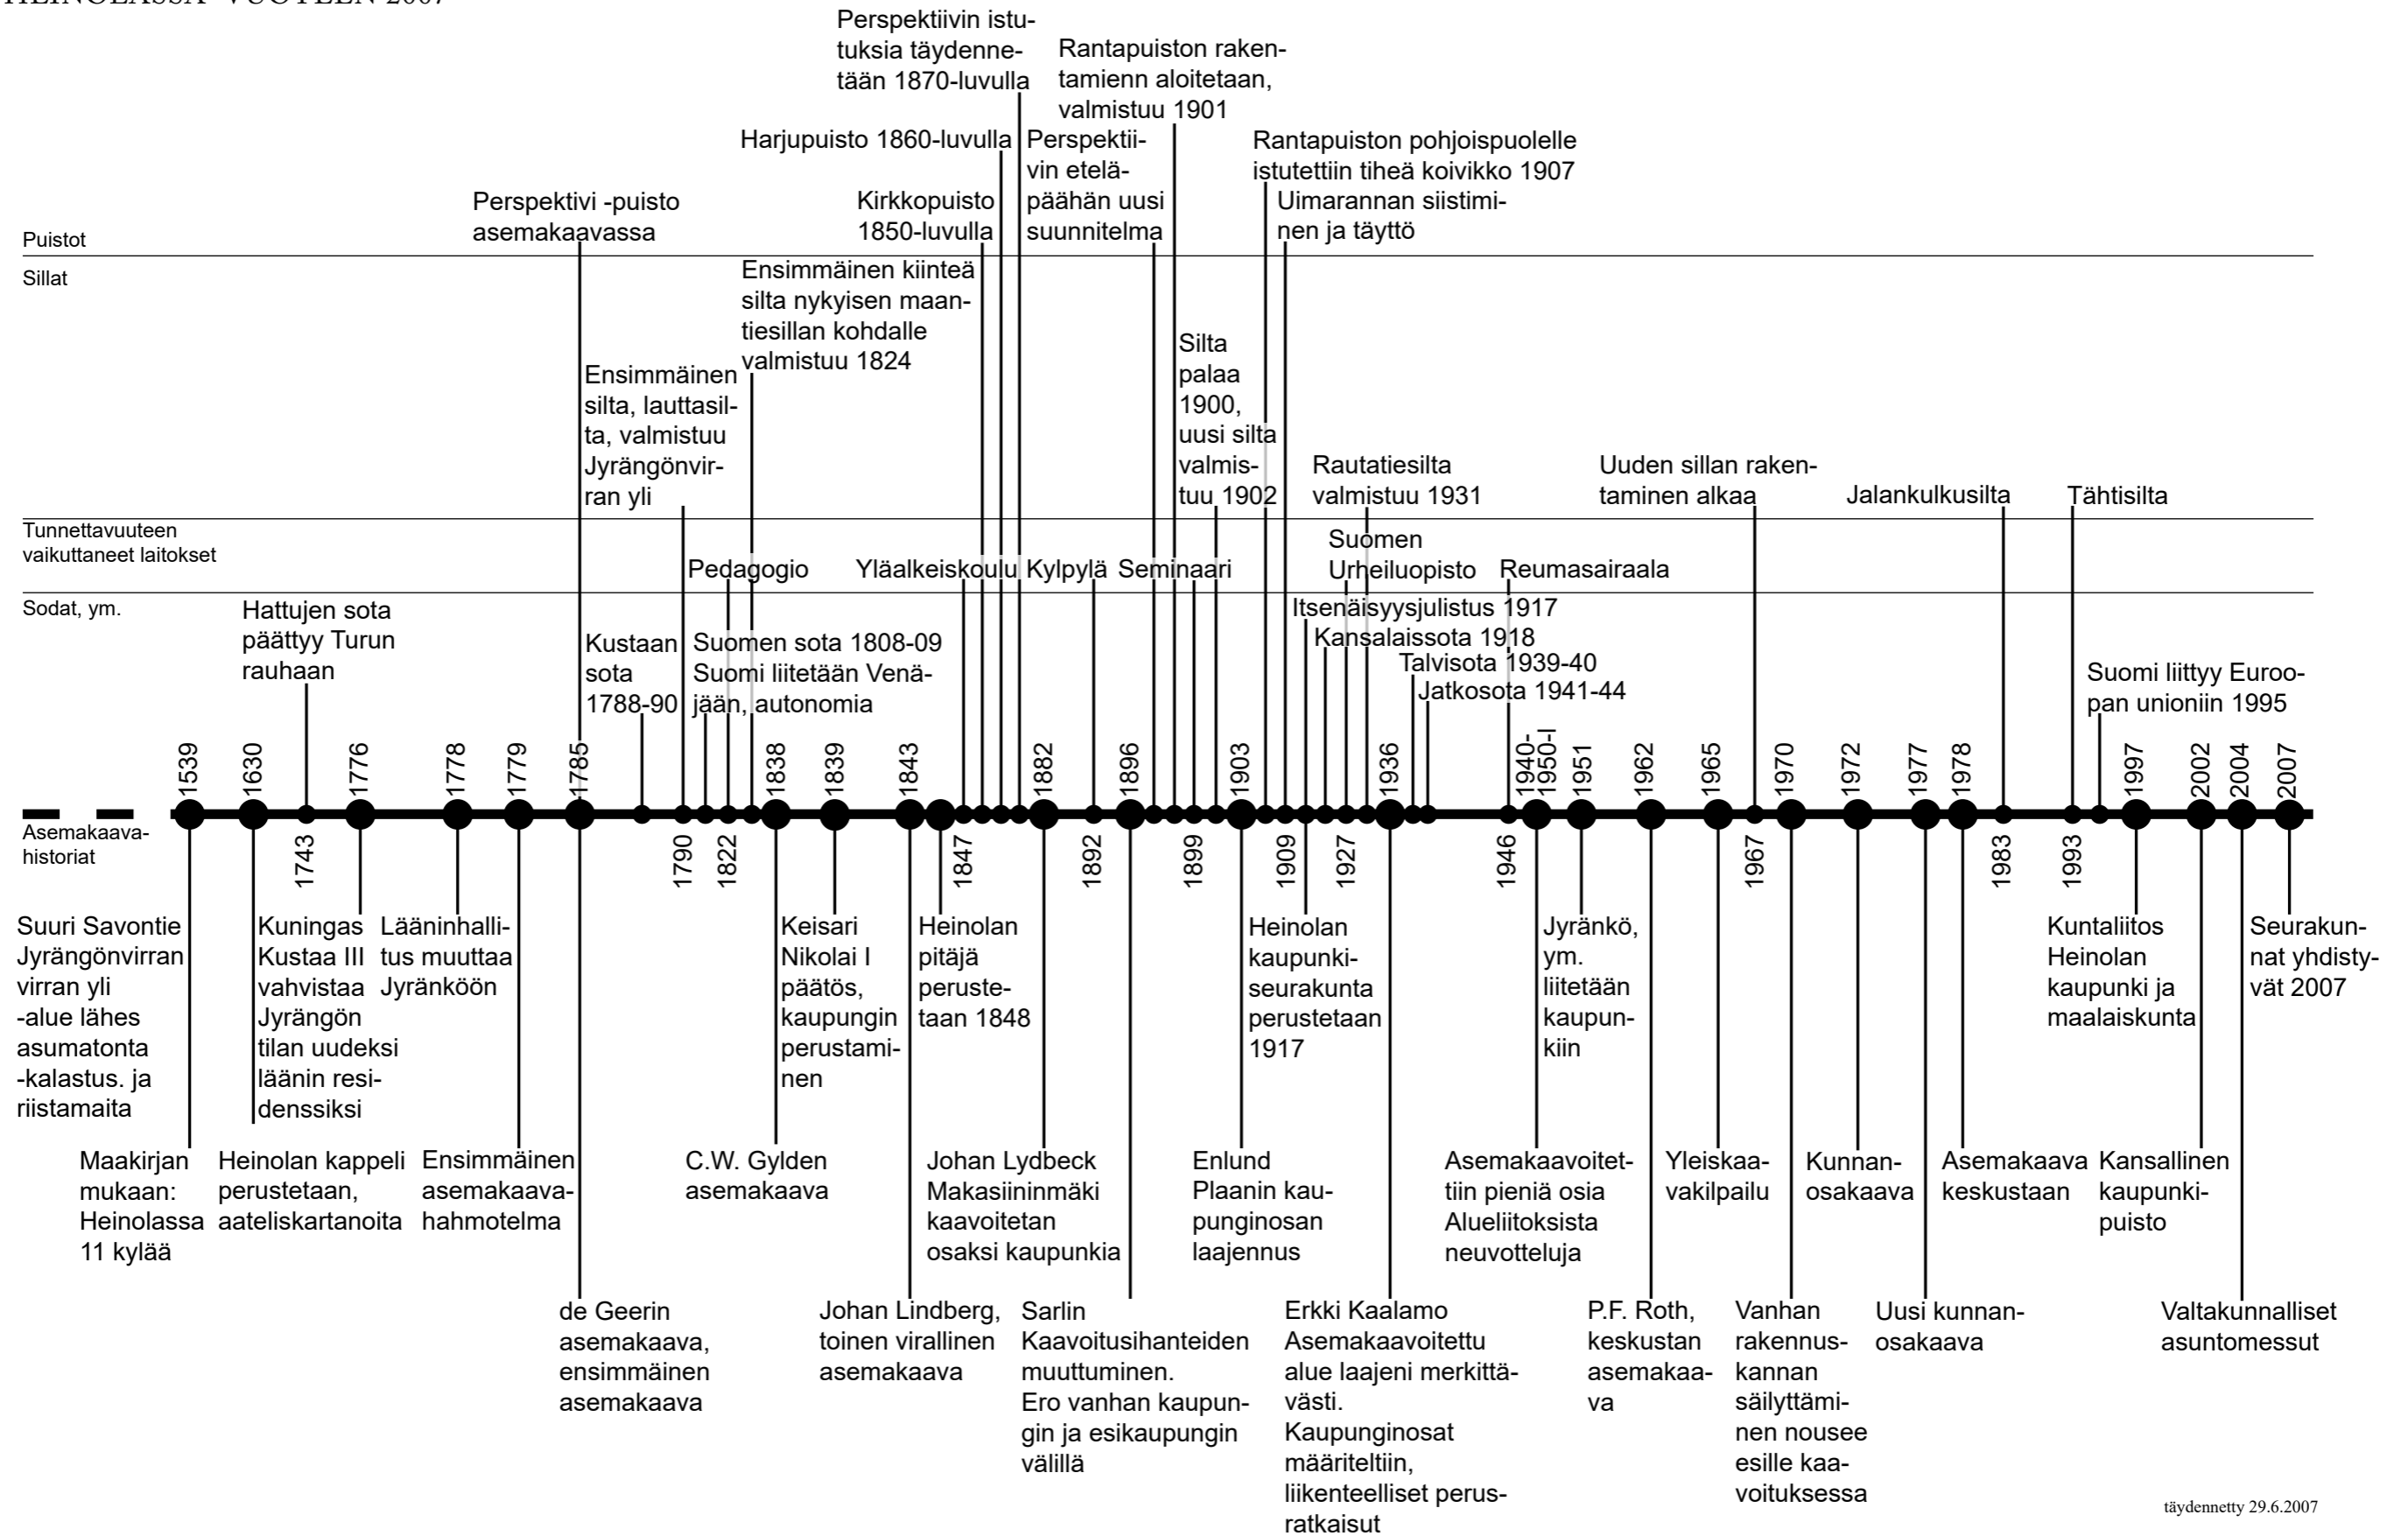 Perspektiivin istu-
tuksia täydenne-
tään 1870-luvulla
Rantapuiston raken-
tamienn aloitetaan,
valmistuu 1901
Harjupuisto 1860-luvulla
Perspektii-
vin etelä-
päähän uusi
suunnitelma
Rantapuiston pohjoispuolelle
istutettiin tiheä koivikko 1907
Perspektivi -puisto
asemakaavassa
Kirkkopuisto
1850-luvulla
Uimarannan siistimi-
nen ja täyttö
Puistot
Sillat
Ensimmäinen kiinteä
silta nykyisen maan-
tiesillan kohdalle
valmistuu 1824
Ensimmäinen
silta, lauttasil-
ta, valmistuu
Jyrängönvir-
ran yli
Silta
palaa
1900,
uusi silta
valmis-
tuu 1902
Rautatiesilta
valmistuu 1931
Uuden sillan raken-
taminen alkaa
Jalankulkusilta
Tähtisilta
Tunnettavuuteen
vaikuttaneet laitokset
Pedagogio
Yläalkeiskoulu
Kylpylä
Seminaari
Suomen
Urheiluopisto
Reumasairaala
Sodat, ym.
Hattujen sota
päättyy Turun
rauhaan
Kustaan
sota
1788-90
Suomen sota 1808-09
Suomi liitetään Venä-
jään, autonomia
Itsenäisyysjulistus 1917
Kansalaissota 1918
Talvisota 1939-40
Jatkosota 1941-44
Suomi liittyy Euroo-
pan unioniin 1995
1539
1630
1776
1778
1779
1785
1838
1839
1843
1882
1896
1903
1936
1940-
1950-l
1951
1962
1965
1970
1972
1977
1978
1997
2002
2004
2007
Asemakaava-
historiat
1743
1790
1822
1847
1892
1899
1909
1927
1946
1967
1983
1993
Suuri Savontie
Jyrängönvirran
virran yli
-alue lähes
asumatonta
-kalastus. ja
riistamaita
Kuningas
Kustaa III
vahvistaa
Jyrängön
tilan uudeksi
läänin resi-
denssiksi
Lääninhalli-
tus muuttaa
Jyränköön
Keisari
Nikolai I
päätös,
kaupungin
perustami-
nen
Heinolan
pitäjä
peruste-
taan 1848
Heinolan
kaupunki-
seurakunta
perustetaan
1917
Jyränkö,
ym.
liitetään
kaupun-
kiin
Kuntaliitos
Heinolan
kaupunki ja
maalaiskunta
Seurakun-
nat yhdisty-
vät 2007
Maakirjan
mukaan:
Heinolassa
11 kylää
Heinolan kappeli
perustetaan,
aateliskartanoita
Ensimmäinen
asemakaava-
hahmotelma
C.W. Gylden
asemakaava
Johan Lydbeck
Makasiininmäki
kaavoitetan
osaksi kaupunkia
Enlund
Plaanin kau-
punginosan
laajennus
Asemakaavoitet-
tiin pieniä osia
Alueliitoksista
neuvotteluja
Yleiskaa-
vakilpailu
Kunnan-
osakaava
Asemakaava
keskustaan
Kansallinen
kaupunki-
puisto
de Geerin
asemakaava,
ensimmäinen
asemakaava
Johan Lindberg,
toinen virallinen
asemakaava
Sarlin
Kaavoitusihanteiden
muuttuminen.
Ero vanhan kaupun-
gin ja esikaupungin
välillä
Erkki Kaalamo
Asemakaavoitettu
alue laajeni merkittä-
västi.
Kaupunginosat
määriteltiin,
liikenteelliset perus-
ratkaisut
P.F. Roth,
keskustan
asemakaa-
va
Vanhan
rakennus-
kannan
säilyttämi-
nen nousee
esille kaa-
voituksessa
Uusi kunnan-
osakaava
Valtakunnalliset
asuntomessut
täydennetty 29.6.2007